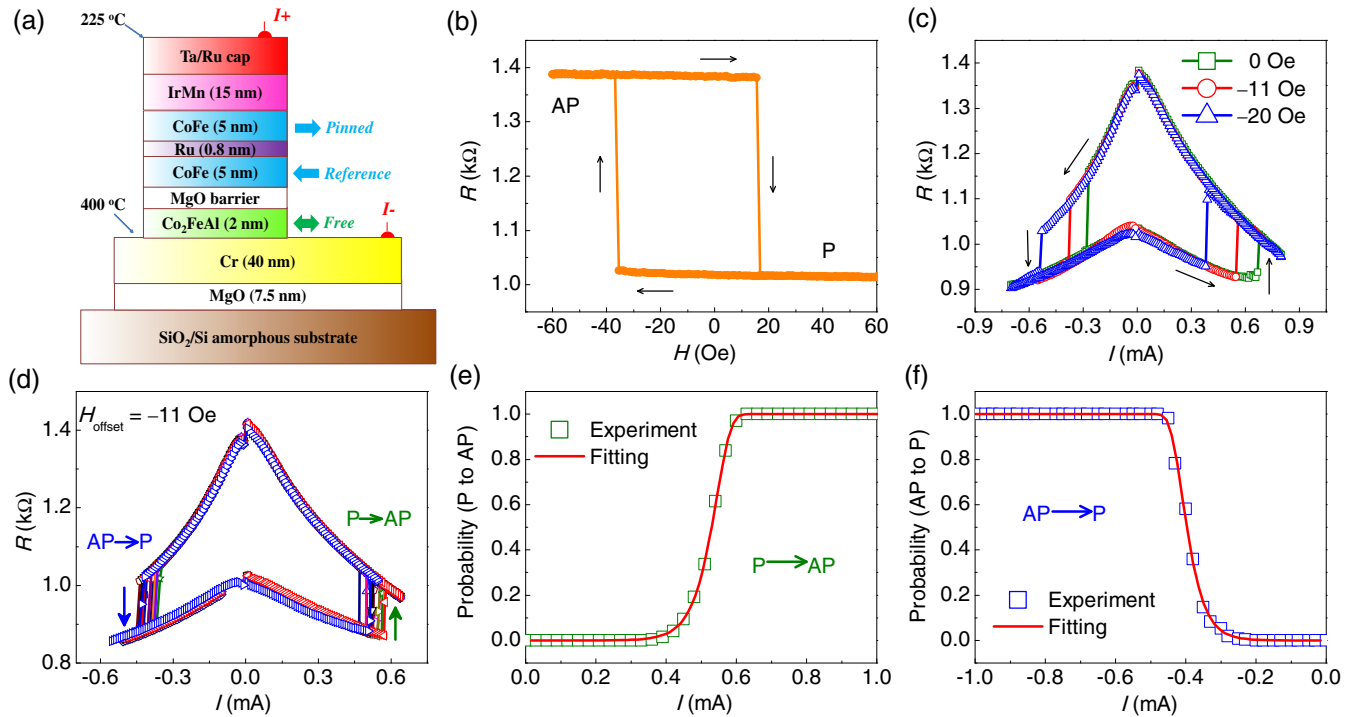 (a)
225 °C
I+
Ta/Ru cap
IrMn (15 nm)
CoFe (5 nm)
Pinned
Ru (0.8 nm)
CoFe (5 nm)
Reference
MgO barrier
400 °C
I-
Co₂FeAl (2 nm)
Free
Cr (40 nm)
MgO (7.5 nm)
SiO₂/Si amorphous substrate
(b)
R (kΩ)
1.4
1.3
1.2
1.1
1.0
AP
P
-60 -40 -20 0 20 40 60
H (Oe)
(c)
R (kΩ)
1.5
1.4
1.3
1.2
1.1
1.0
0.9
0 Oe
−11 Oe
−20 Oe
-0.9 -0.6 -0.3 0.0 0.3 0.6 0.9
I (mA)
(d)
H offset = −11 Oe
R (kΩ)
1.4
1.2
1.0
0.8
AP→P
P→AP
-0.6 -0.3 0.0 0.3 0.6
I (mA)
(e)
Probability (P to AP)
1.0
0.8
0.6
0.4
0.2
0.0
Experiment
Fitting
P→AP
0.0 0.2 0.4 0.6 0.8 1.0
I (mA)
(f)
Probability (AP to P)
1.0
0.8
0.6
0.4
0.2
0.0
AP→P
Experiment
Fitting
-1.0 -0.8 -0.6 -0.4 -0.2 0.0
I (mA)